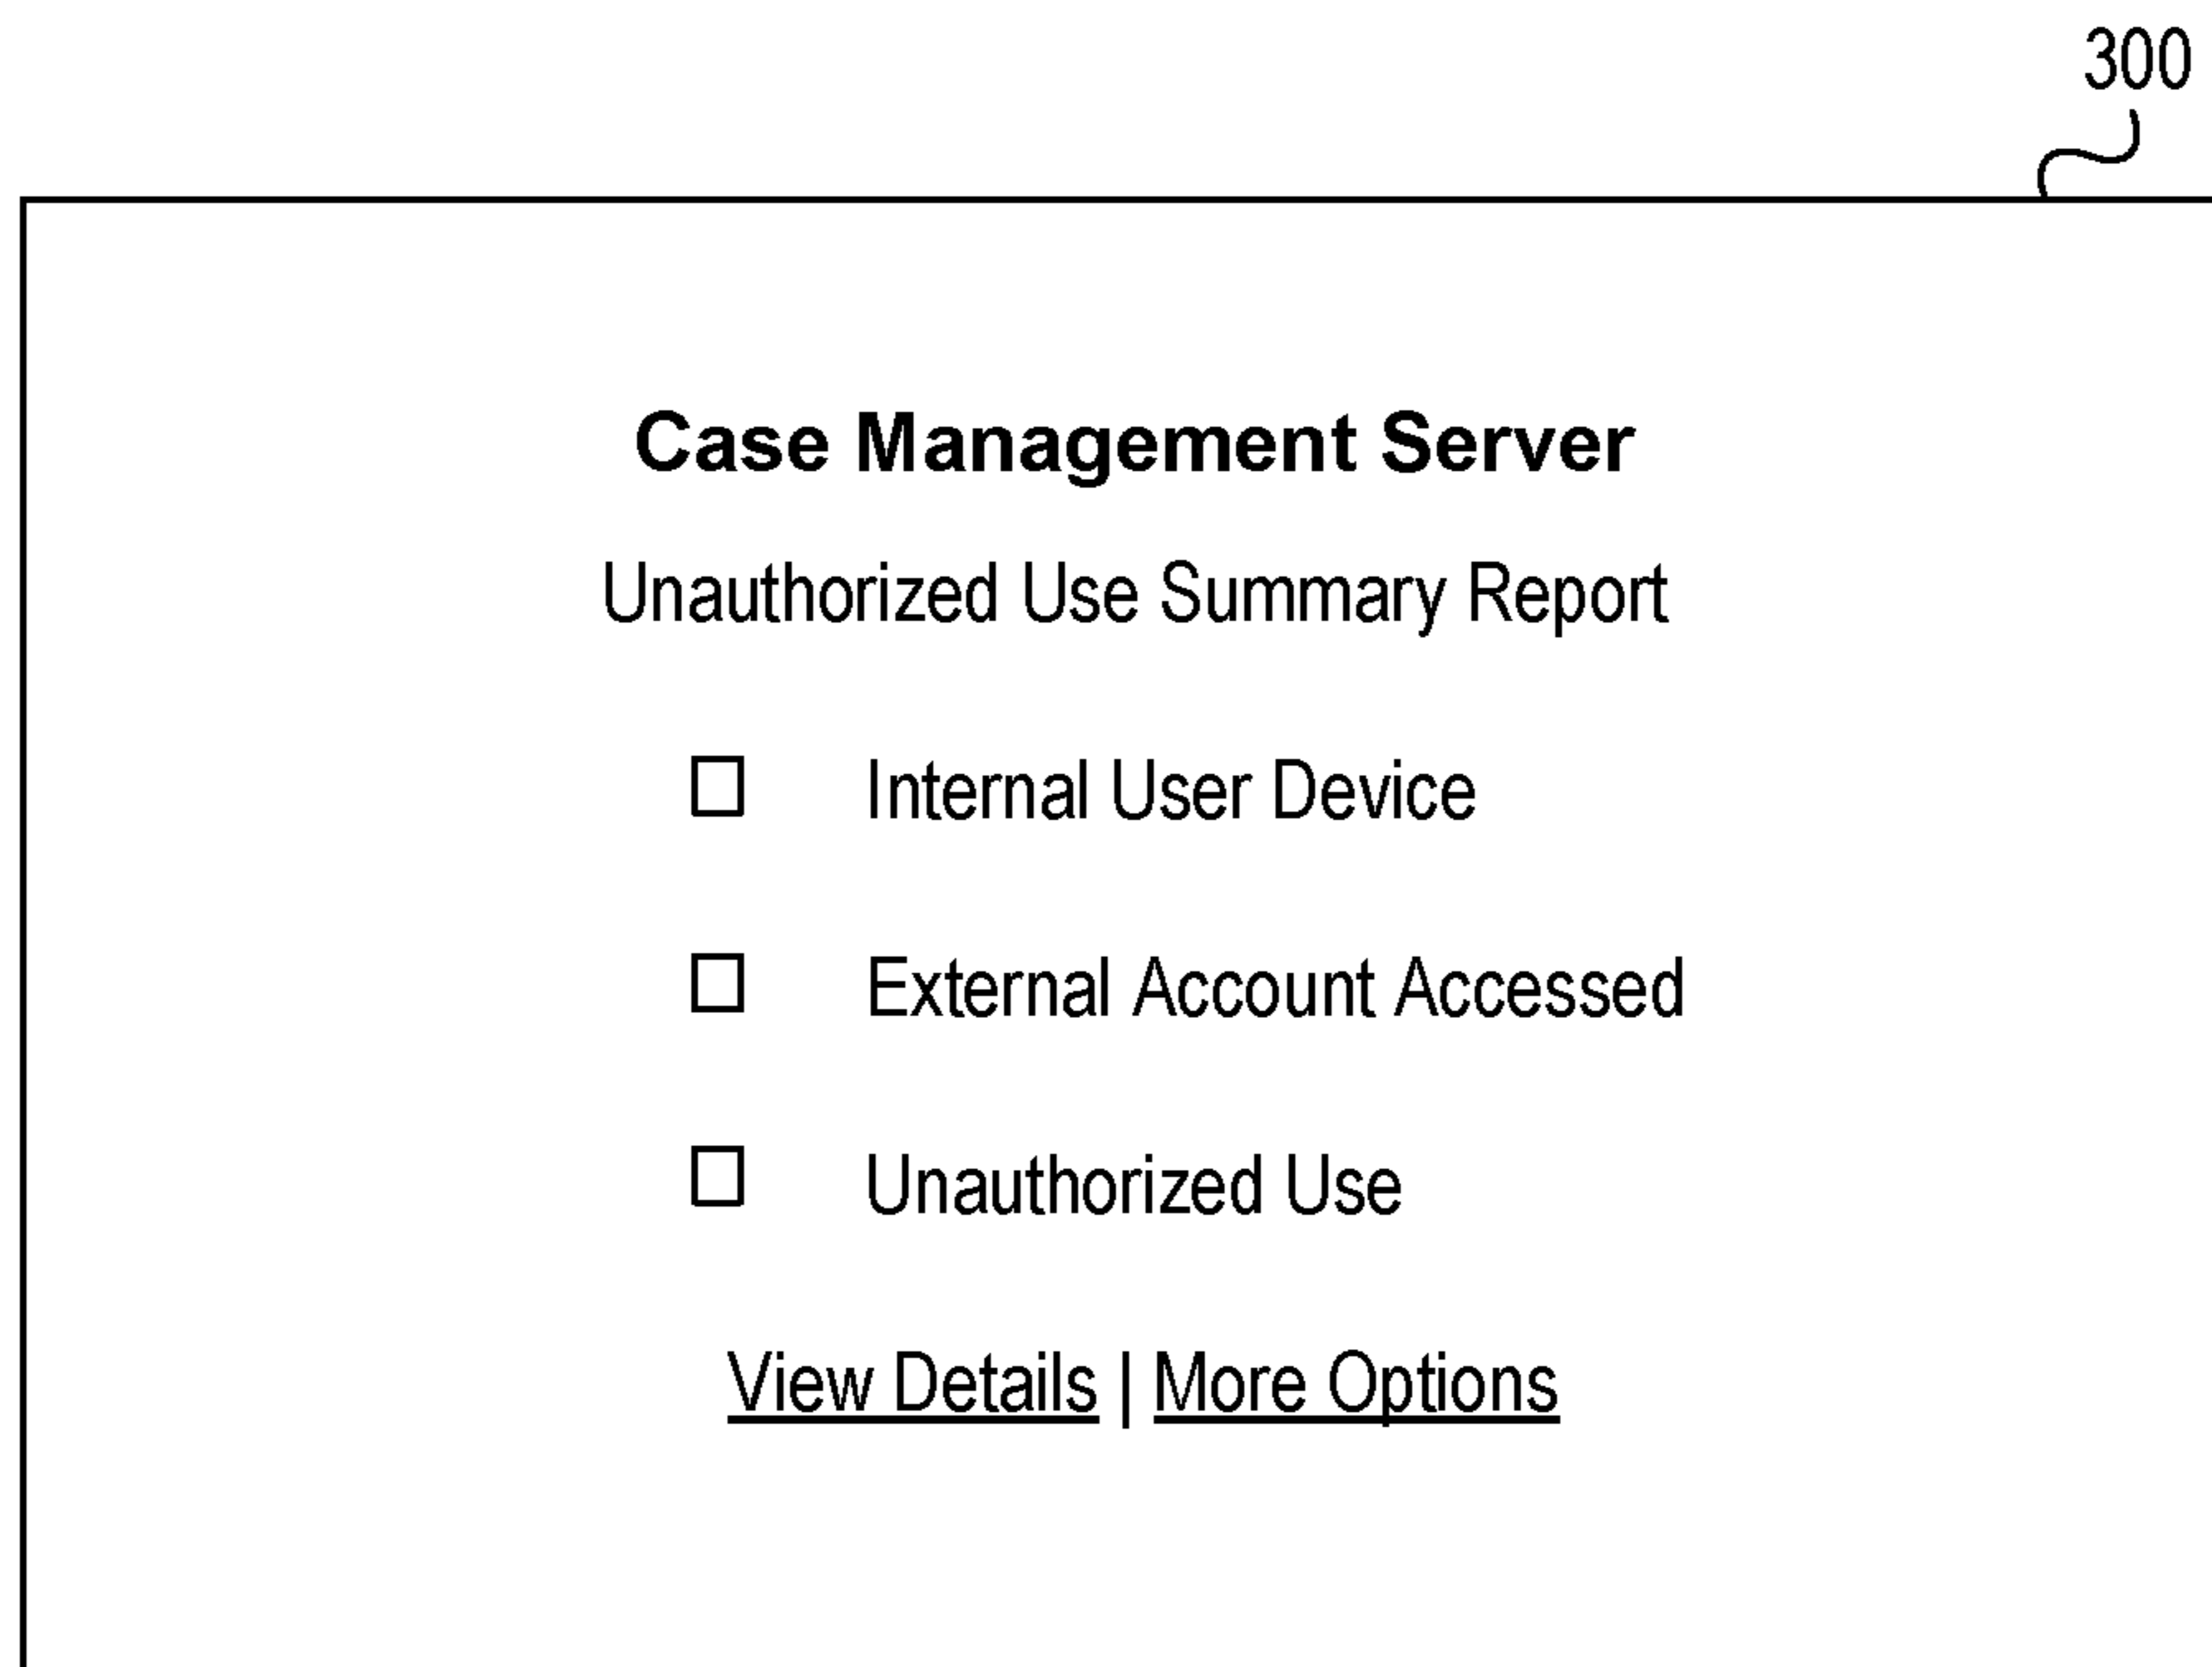 300
Case Management Server
Unauthorized Use Summary Report
Internal User Device
External Account Accessed
Unauthorized Use
View Details | More Options